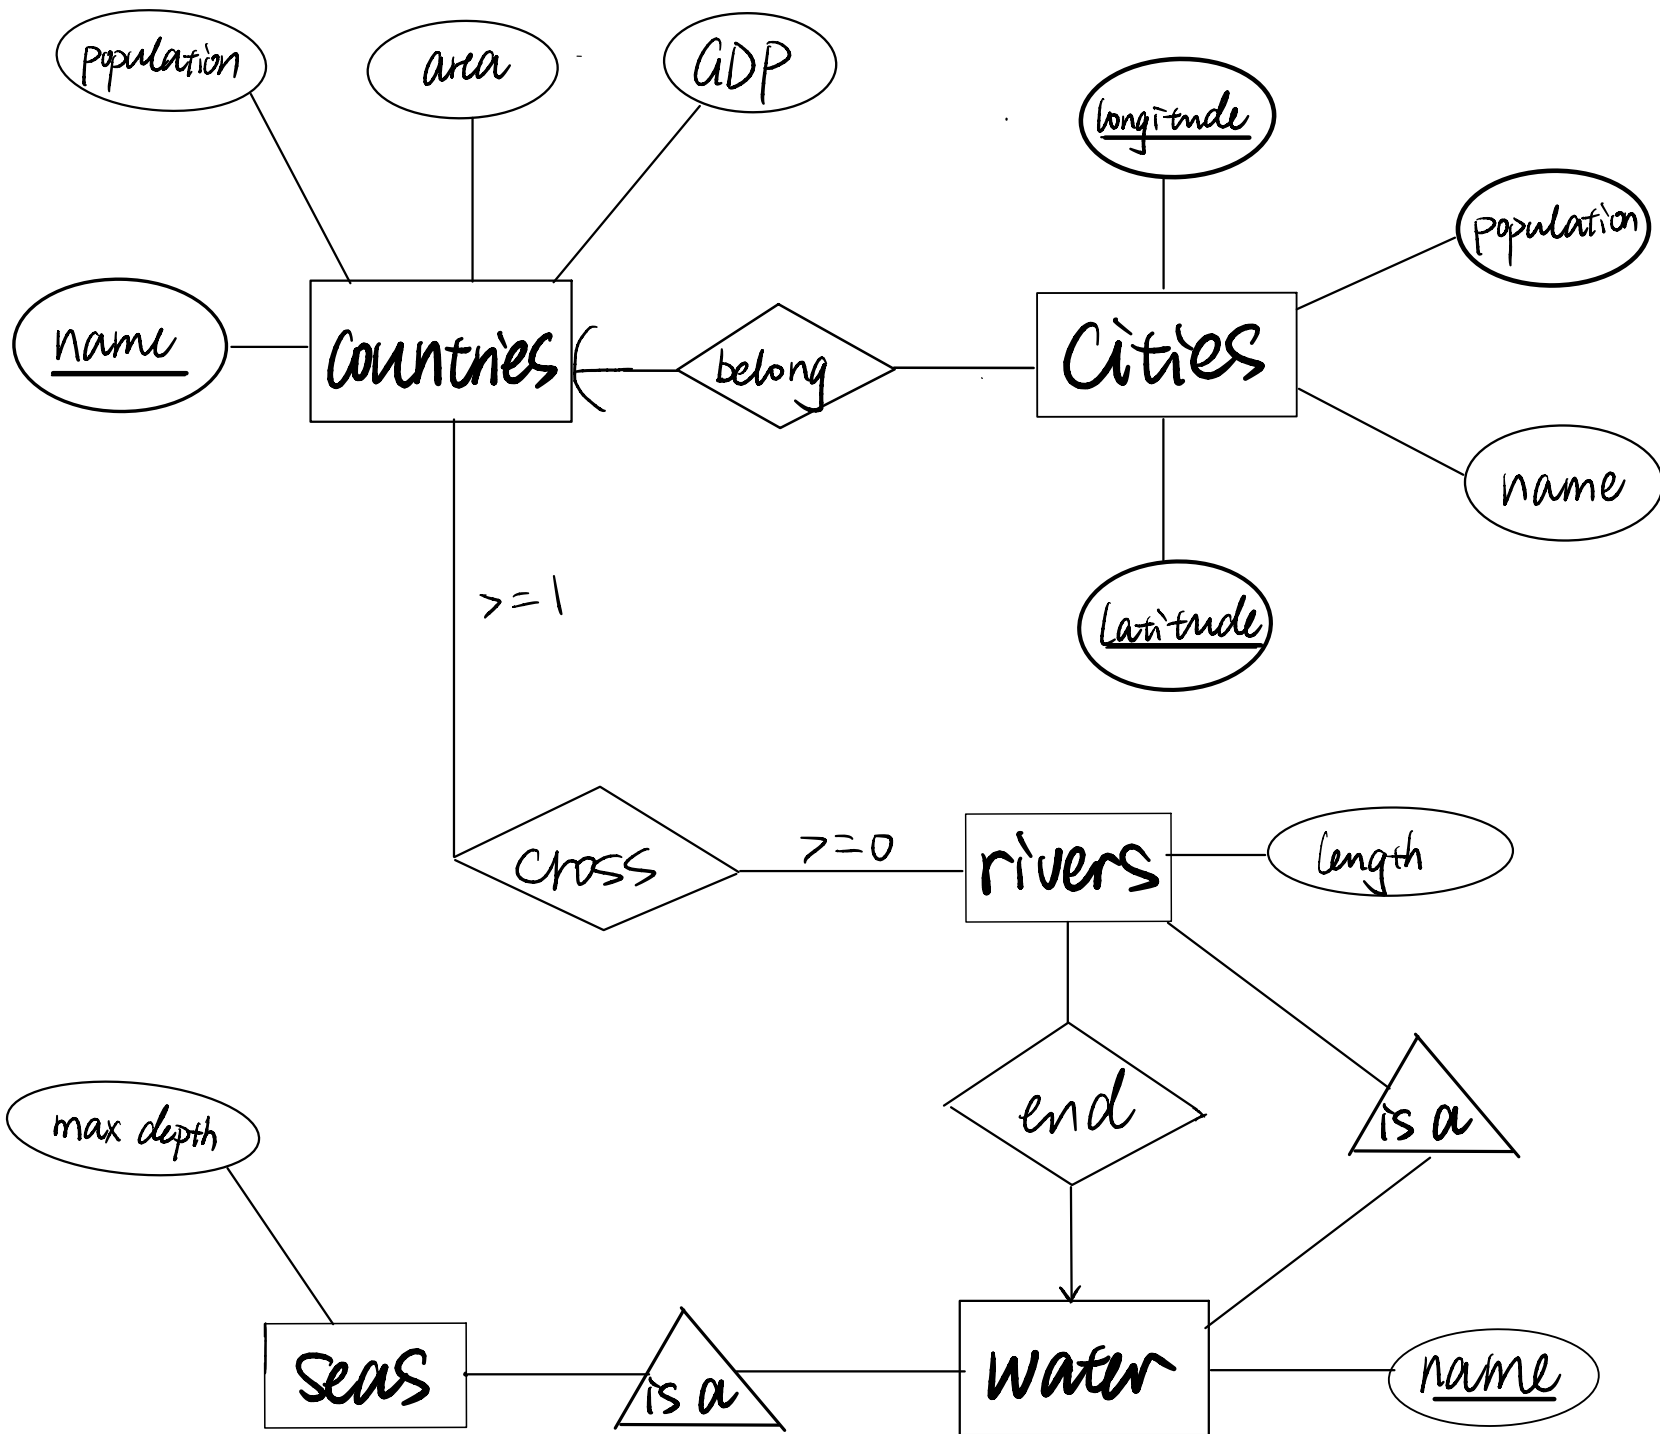 population
area
GDP
longitude
population
name
Countries
belong
Cities
name
>=1
Latitude
cross
>=0
rivers
length
max depth
end
is a
seas
is a
water
name